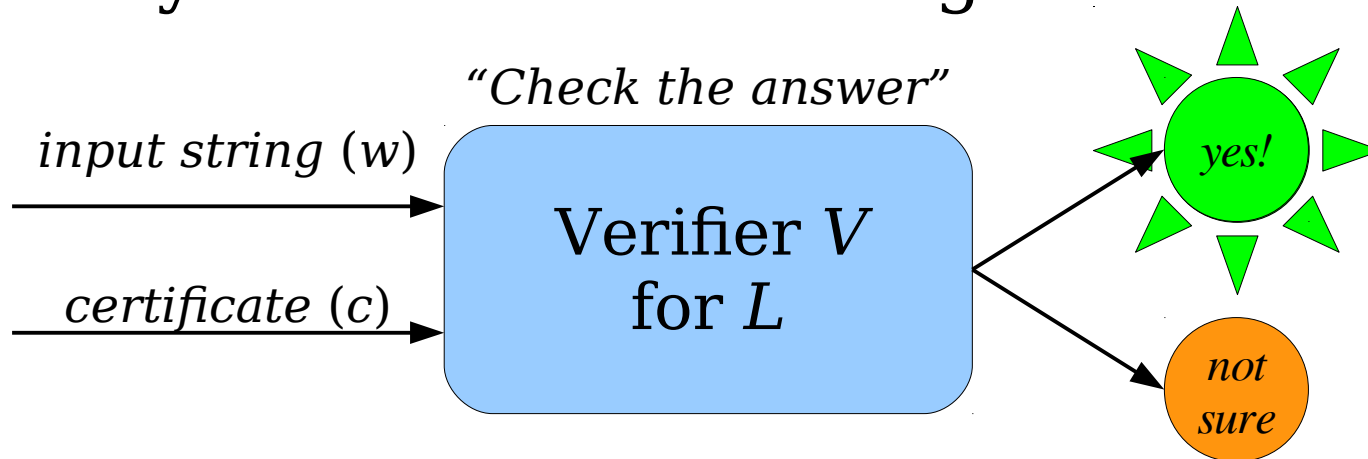 “Check the answer”
input string (w)
certificate (c)
Verifier V
for L
yes!
not
sure